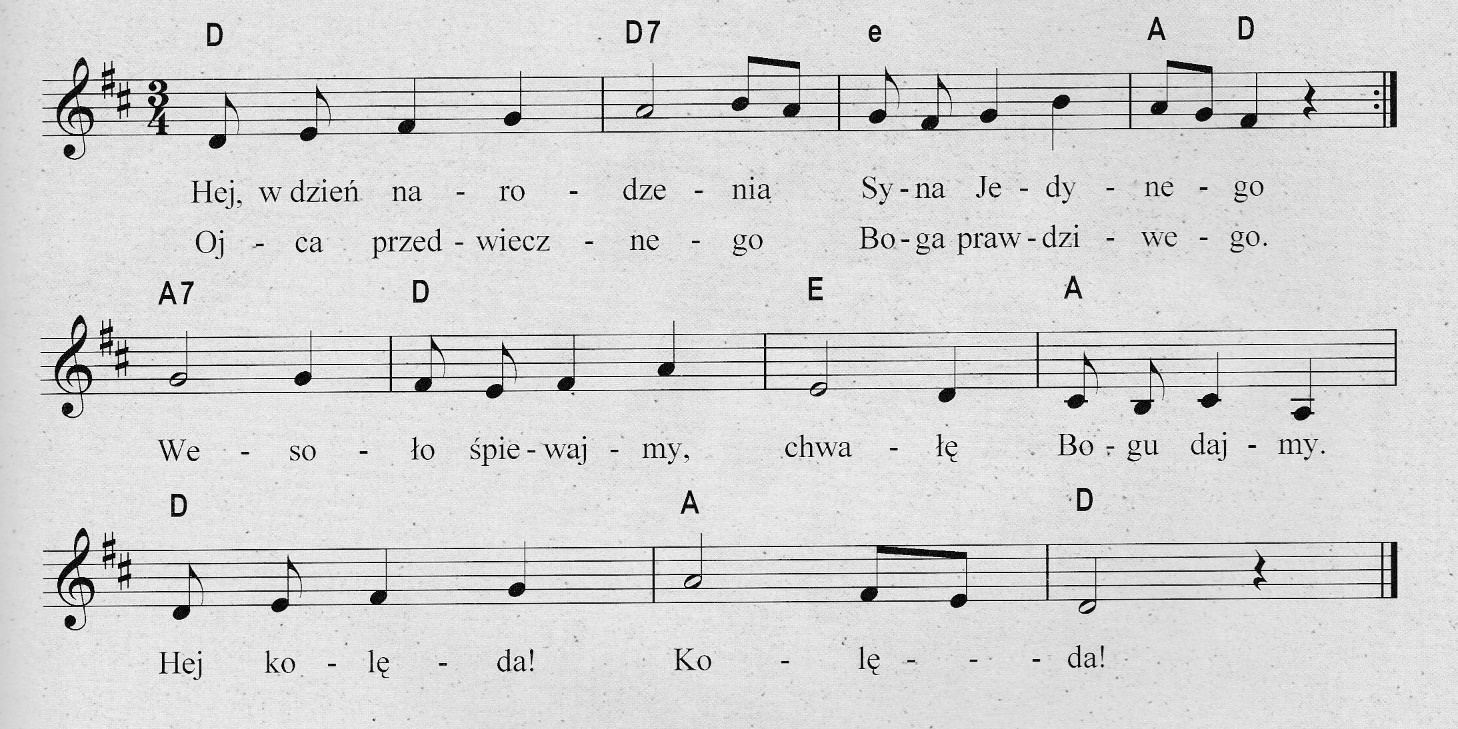 D D7 e A D
3
4
Hej, w dzień na - ro - dze - nia Sy - na Je - dy - ne - go
Oj - ca przed - wiecz - ne - go Bo - ga praw - dzi - we - go.
A7 D E A
We - so - ło śpie - waj - my, chwa - łę Bo - gu daj - my.
D A D
Hej ko - lę - da! Ko - lę - - - da!